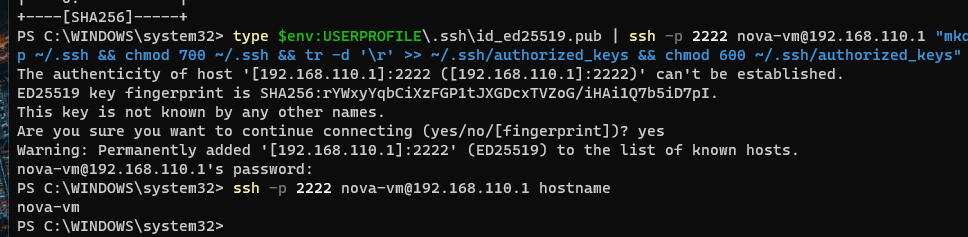 +----[SHA256]-----+
PS C:\WINDOWS\system32> type $env:USERPROFILE\.ssh\id_ed25519.pub | ssh -p 2222 nova-vm@192.168.110.1 "mkd
p ~/.ssh && chmod 700 ~/.ssh && tr -d '\r' >> ~/.ssh/authorized_keys && chmod 600 ~/.ssh/authorized_keys"
The authenticity of host '[192.168.110.1]:2222 ([192.168.110.1]:2222)' can't be established.
ED25519 key fingerprint is SHA256:rYWxyYqbCiXzFGP1tJXGDcxTVZoG/iHAi1Q7b5iD7pI.
This key is not known by any other names.
Are you sure you want to continue connecting (yes/no/[fingerprint])? yes
Warning: Permanently added '[192.168.110.1]:2222' (ED25519) to the list of known hosts.
nova-vm@192.168.110.1's password:
PS C:\WINDOWS\system32> ssh -p 2222 nova-vm@192.168.110.1 hostname
nova-vm
PS C:\WINDOWS\system32>